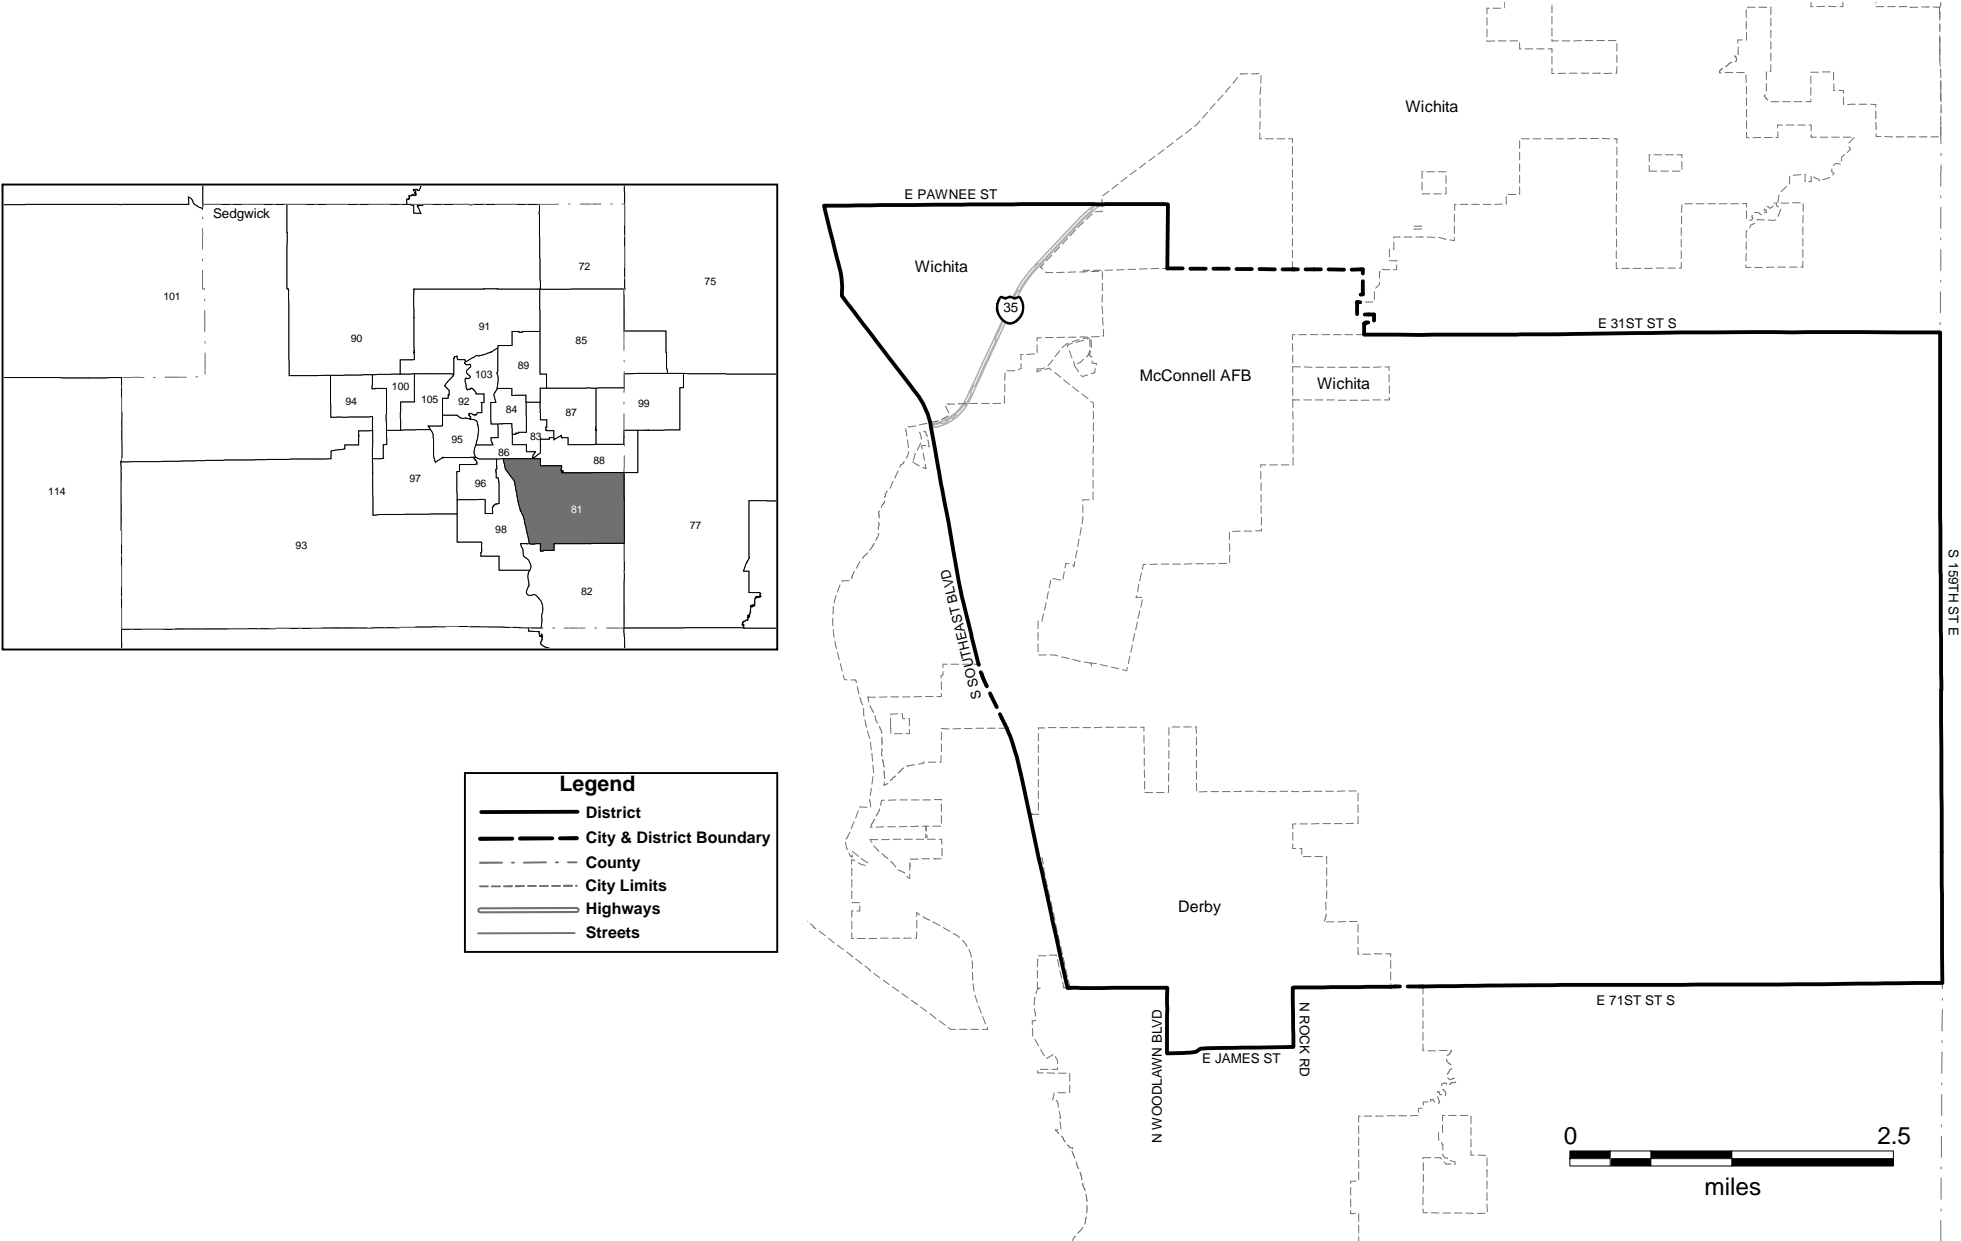 Wichita
E PAWNEE ST
Sedgwick
Wichita
72
75
101
35
91
E 31ST ST S
90
85
89
103
McConnell AFB
Wichita
100
94
105
92
99
84
87
83
95
86
88
97
96
114
81
98
77
93
S 159TH ST E
82
S SOUTHEAST BLVD
Legend
District
City & District Boundary
County
City Limits
Highways
Streets
Derby
E 71ST ST S
N WOODLAWN BLVD
N ROCK RD
E JAMES ST
0
2.5
miles